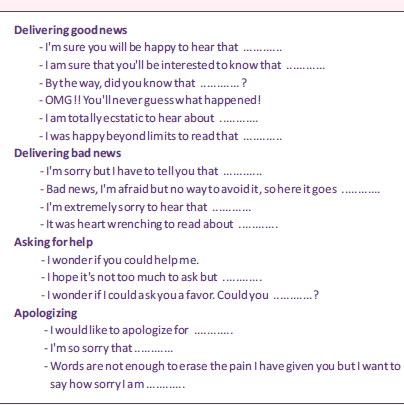 Delivering good news
- I'm sure you will be happy to hear that ...........
- I am sure that you'll be interested to know that ...........
- By the way, did you know that ........... ?
- OMG !! You'll never guess what happened!
- I am totally ecstatic to hear about ...........
- I was happy beyond limits to read that ...........
Delivering bad news
- I'm sorry but I have to tell you that ...........
- Bad news, I'm afraid but no way to avoid it, so here it goes ...........
- I'm extremely sorry to hear that ...........
- It was heart wrenching to read about ...........
Asking for help
- I wonder if you could help me.
- I hope it's not too much to ask but ...........
- I wonder if I could ask you a favor. Could you ........... ?
Apologizing
- I would like to apologize for ...........
- I'm so sorry that ...........
- Words are not enough to erase the pain I have given you but I want to
say how sorry I am ...........